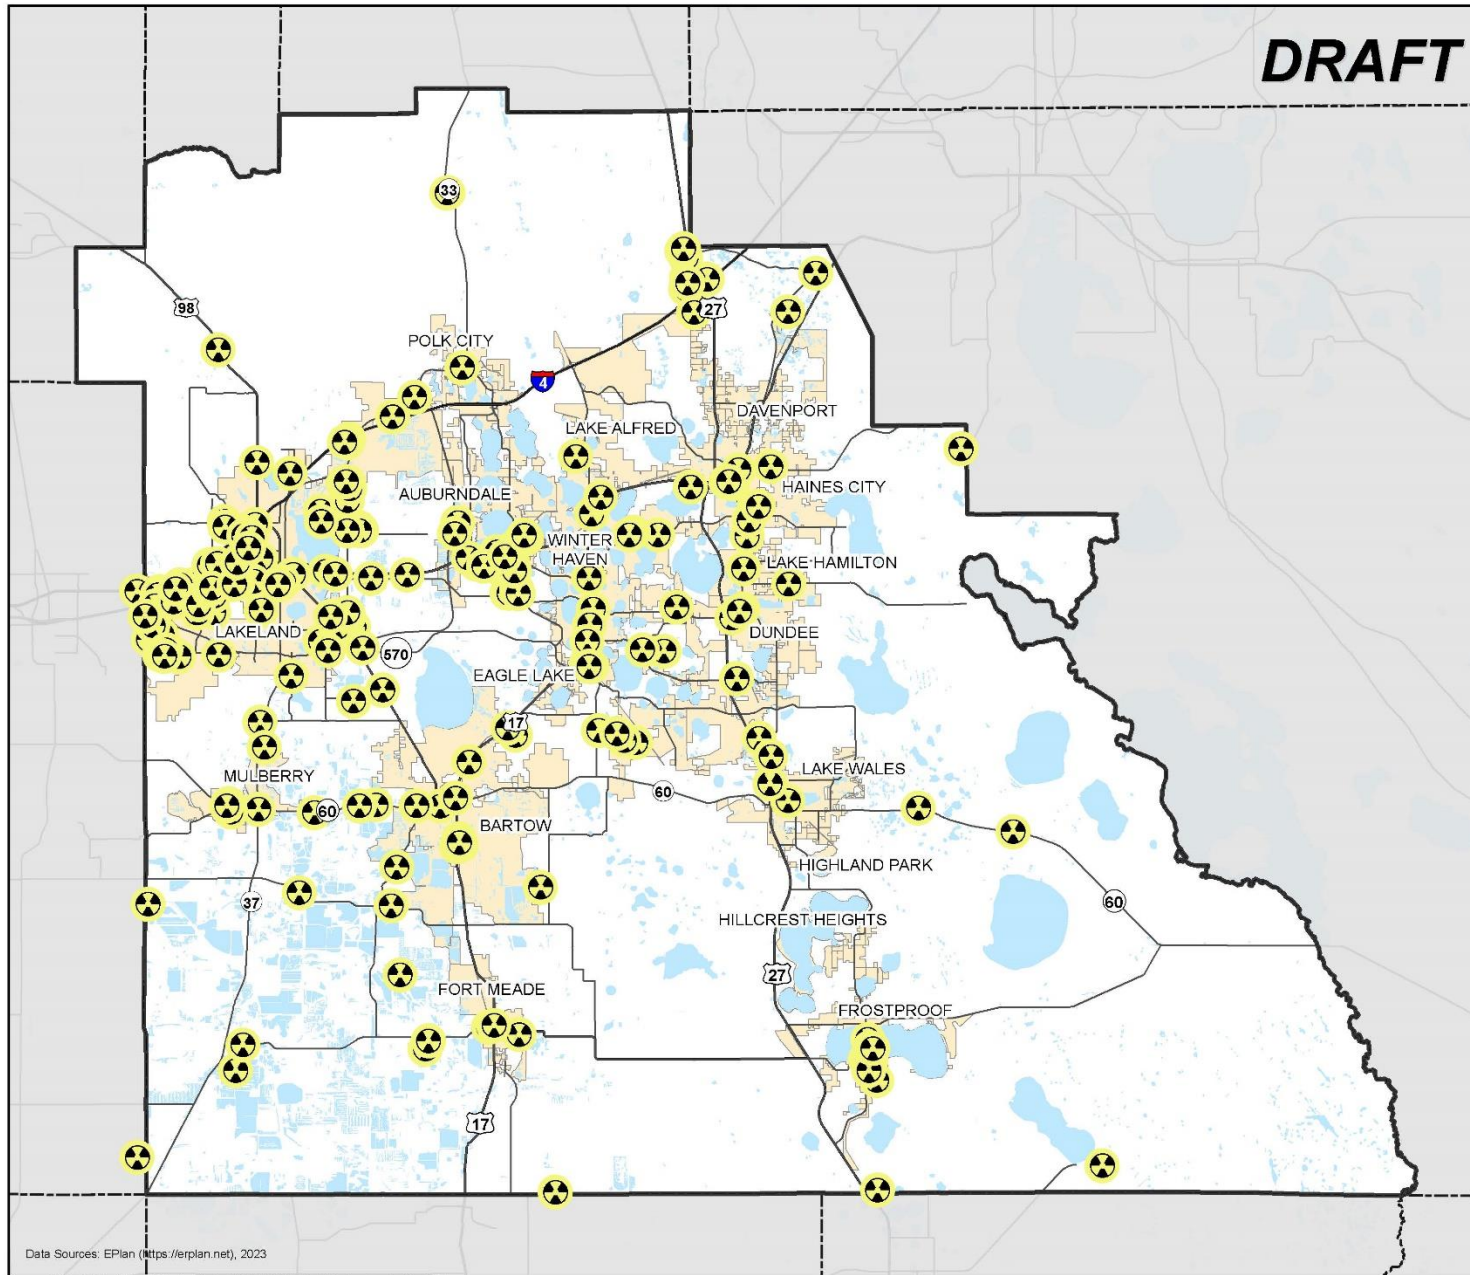 DRAFT
33
98
27
POLK CITY
4
DAVENPORT
LAKE ALFRED
HAINES CITY
AUBURNDALE
WINTER
HAVEN
LAKE HAMILTON
LAKELAND
DUNDEE
570
EAGLE LAKE
17
LAKE WALES
MULBERRY
60
60
BARTOW
HIGHLAND PARK
37
60
HILLCREST HEIGHTS
27
FORT MEADE
FROSTPROOF
17
Data Sources: EPlan (https://erplan.net), 2023